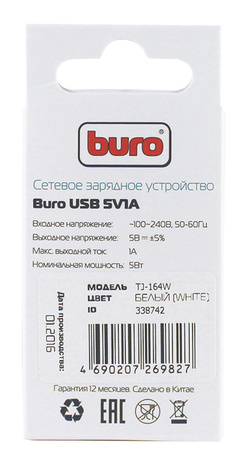 buro
Сетевое зарядное устройство
Buro USB 5V1A
Входное напряжение: ~100~240В, 50-60Гц
Выходное напряжение: 5В ⎓ ±5%
Макс. выходной ток: 1А
Номинальная мощность: 5Вт
МОДЕЛЬ TJ-164W
ЦВЕТ БЕЛЫЙ (WHITE)
ID 338742
Дата производства:
01.2016
4 690207 269827
Гарантия 12 месяцев. Сделано в Китае
EAC